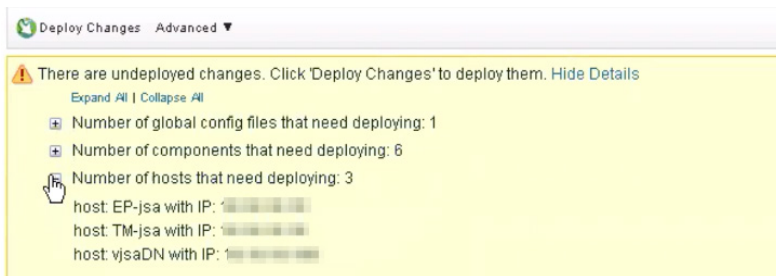 Deploy Changes Advanced ▼
There are undeployed changes. Click 'Deploy Changes' to deploy them. Hide Details
Expand All | Collapse All
Number of global config files that need deploying: 1
Number of components that need deploying: 6
Number of hosts that need deploying: 3
host: EP-jsa with IP:
host: TM-jsa with IP:
host: vjsaDN with IP: